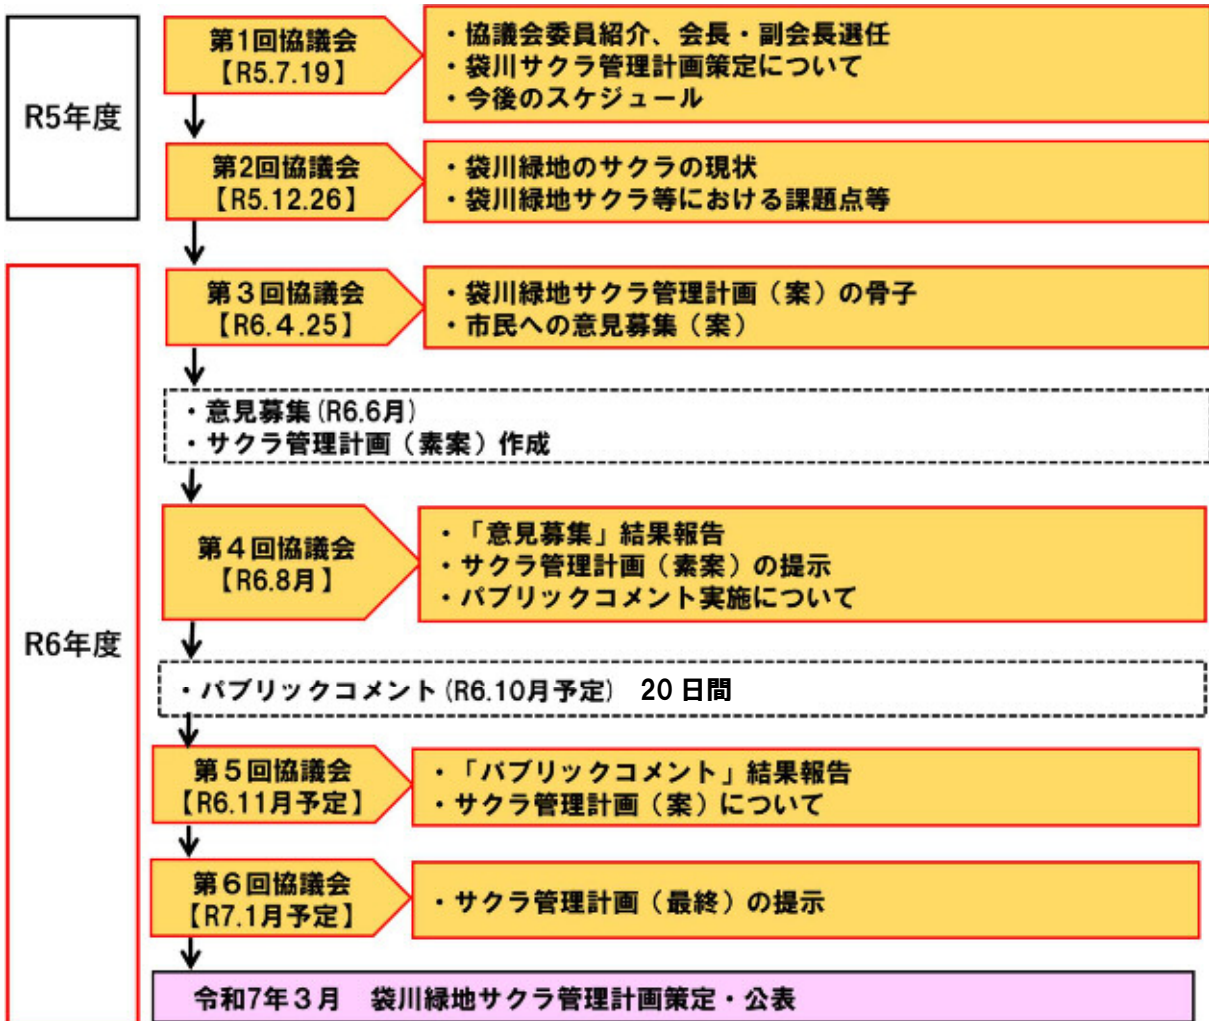 R5年度
第1回協議会
【R5.7.19】
・協議会委員紹介、会長・副会長選任
・袋川サクラ管理計画策定について
・今後のスケジュール
第2回協議会
【R5.12.26】
・袋川緑地のサクラの現状
・袋川緑地サクラ等における課題点等
R6年度
第３回協議会
【R6.４.25】
・袋川緑地サクラ管理計画（案）の骨子
・市民への意見募集（案）
・意見募集(R6.6月)
・サクラ管理計画（素案）作成
第４回協議会
【R6.8月】
・「意見募集」結果報告
・サクラ管理計画（素案）の提示
・パブリックコメント実施について
・パブリックコメント(R6.10月予定) 20日間
第５回協議会
【R6.11月予定】
・「パブリックコメント」結果報告
・サクラ管理計画（案）について
第６回協議会
【R7.1月予定】
・サクラ管理計画（最終）の提示
令和7年３月　袋川緑地サクラ管理計画策定・公表